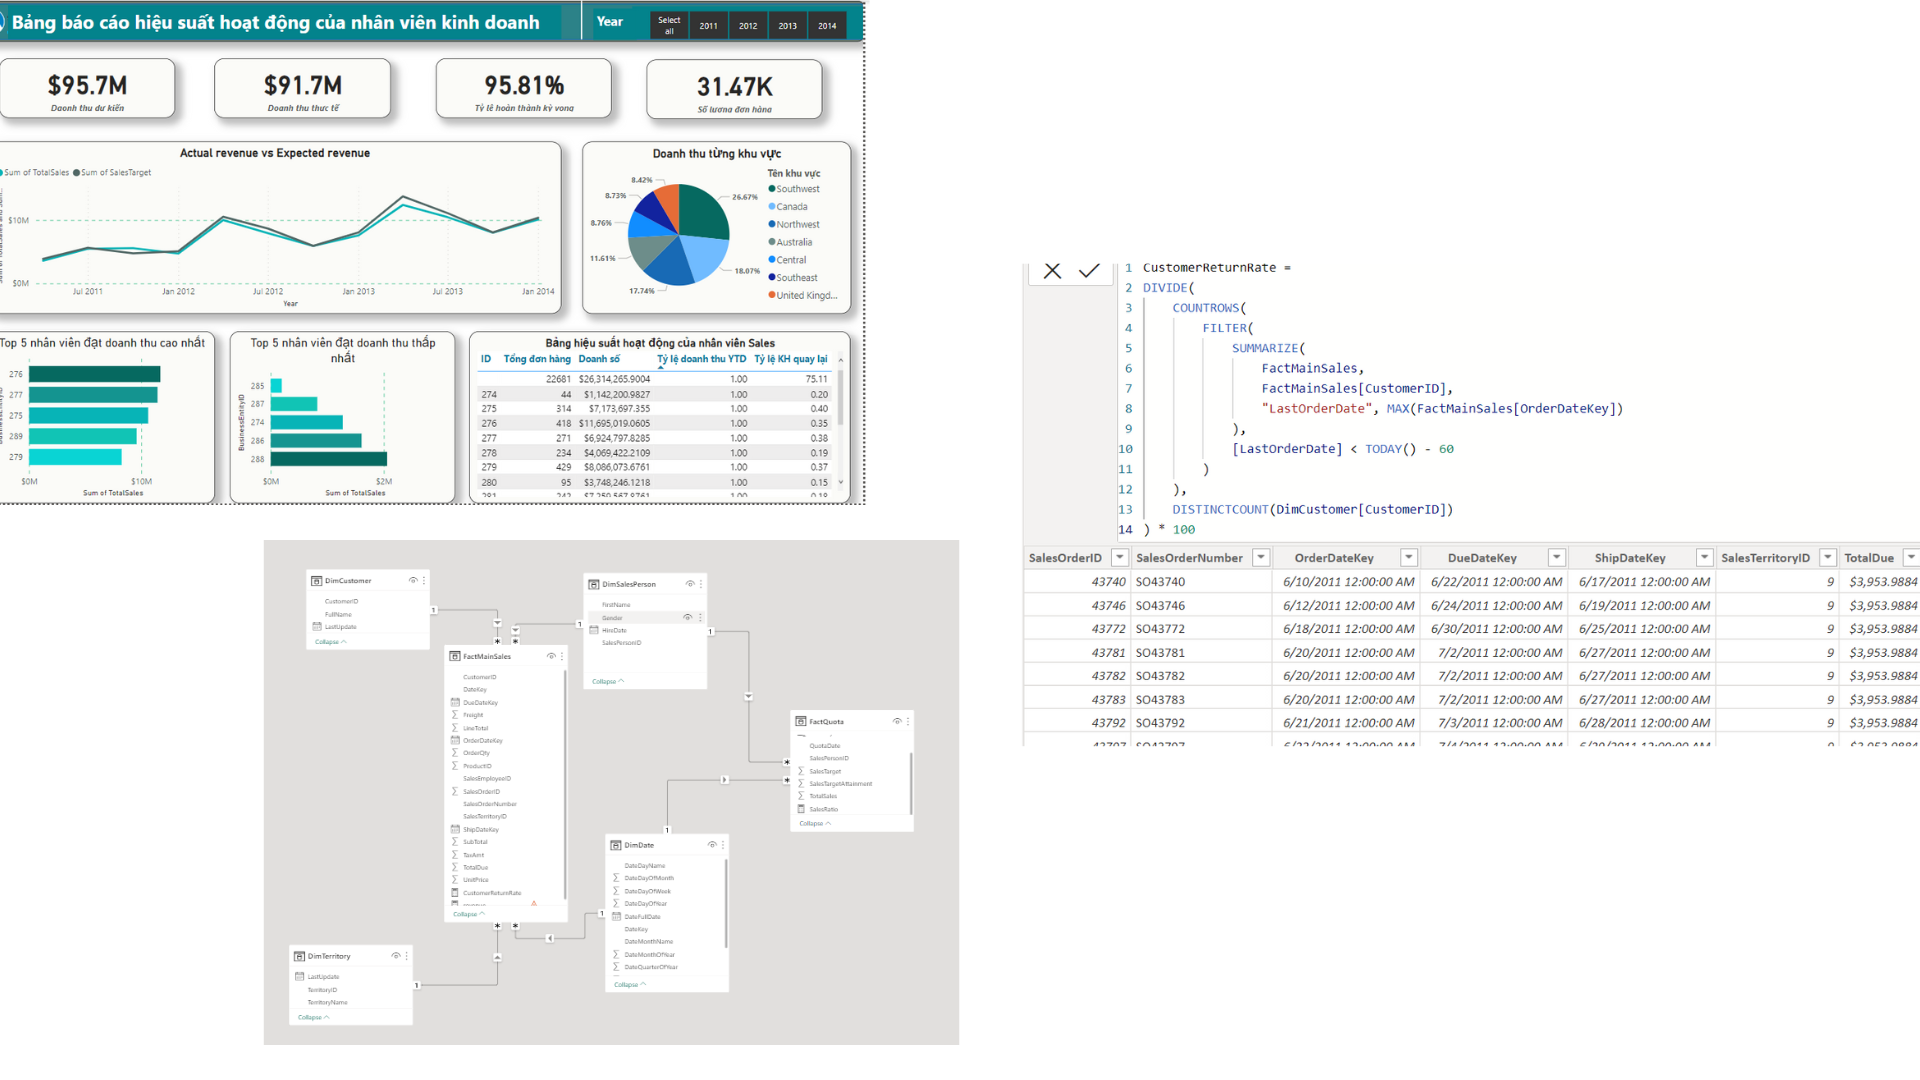 Bảng báo cáo hiệu suất hoạt động của nhân viên kinh doanh
Year
Select all
2011
2012
2013
2014
$95.7M
Doanh thu dự kiến
$91.7M
Doanh thu thực tế
95.81%
Tỷ lệ hoàn thành kỳ vọng
31.47K
Số lượng đơn hàng
Actual revenue vs Expected revenue
Sum of TotalSales
Sum of SalesTarget
$10M
$0M
Jul 2011
Jan 2012
Jul 2012
Jan 2013
Jul 2013
Jan 2014
Year
Doanh thu từng khu vực
8.42%
8.73%
8.76%
11.61%
17.74%
18.07%
26.67%
Tên khu vực
Southwest
Canada
Northwest
Australia
Central
Southeast
United Kingd...
Top 5 nhân viên đạt doanh thu cao nhất
276
277
275
289
279
$0M
$10M
Sum of TotalSales
Top 5 nhân viên đạt doanh thu thấp
nhất
BusinessEntityID
285
287
274
286
288
$0M
$2M
Sum of TotalSales
Bảng hiệu suất hoạt động của nhân viên Sales
ID Tổng đơn hàng Doanh số Tỷ lệ doanh thu YTD Tỷ lệ KH quay lại
22681 $26,314,265.9004 1.00 75.11
274 44 $1,142,200.9827 1.00 0.20
275 314 $7,173,697.355 1.00 0.40
276 418 $11,695,019.0605 1.00 0.35
277 271 $6,924,797.8285 1.00 0.38
278 234 $4,069,422.2109 1.00 0.19
279 429 $8,086,073.6761 1.00 0.37
280 95 $3,748,246.1218 1.00 0.15
1 CustomerReturnRate =
2 DIVIDE(
3 COUNTROWS(
4 FILTER(
5 SUMMARIZE(
6 FactMainSales,
7 FactMainSales[CustomerID],
8 "LastOrderDate", MAX(FactMainSales[OrderDateKey])
9 ),
10 [LastOrderDate] < TODAY() - 60
11 )
12 ),
13 DISTINCTCOUNT(DimCustomer[CustomerID])
14 ) * 100
SalesOrderID SalesOrderNumber OrderDateKey DueDateKey ShipDateKey SalesTerritoryID TotalDue
43740 SO43740 6/10/2011 12:00:00 AM 6/22/2011 12:00:00 AM 6/17/2011 12:00:00 AM 9 $3,953.9884
43746 SO43746 6/12/2011 12:00:00 AM 6/24/2011 12:00:00 AM 6/19/2011 12:00:00 AM 9 $3,953.9884
43772 SO43772 6/18/2011 12:00:00 AM 6/30/2011 12:00:00 AM 6/25/2011 12:00:00 AM 9 $3,953.9884
43781 SO43781 6/20/2011 12:00:00 AM 7/2/2011 12:00:00 AM 6/27/2011 12:00:00 AM 9 $3,953.9884
43782 SO43782 6/20/2011 12:00:00 AM 7/2/2011 12:00:00 AM 6/27/2011 12:00:00 AM 9 $3,953.9884
43783 SO43783 6/20/2011 12:00:00 AM 7/2/2011 12:00:00 AM 6/27/2011 12:00:00 AM 9 $3,953.9884
43792 SO43792 6/21/2011 12:00:00 AM 7/3/2011 12:00:00 AM 6/28/2011 12:00:00 AM 9 $3,953.9884
DimCustomer
CustomerID
FullName
LastUpdate
Collapse
DimSalesPerson
FirstName
Gender
HireDate
SalesPersonID
Collapse
FactMainSales
CustomerID
DateKey
DueDateKey
Freight
LineTotal
OrderDateKey
OrderQty
ProductID
SalesEmployeeID
SalesOrderID
SalesOrderNumber
SalesTerritoryID
ShipDateKey
SubTotal
TaxAmt
TotalDue
UnitPrice
CustomerReturnRate
Collapse
FactQuota
QuotaDate
SalesPersonID
SalesTarget
SalesTargetAttainment
TotalSales
SalesRatio
Collapse
DimDate
DateDayName
DateDayOfMonth
DateDayOfWeek
DateDayOfYear
DateFullDate
DateKey
DateMonthName
DateMonthOfYear
DateQuarterOfYear
Collapse
DimTerritory
LastUpdate
TerritoryID
TerritoryName
Collapse
1
*
*
1
1
*
*
1
1
*
*
1